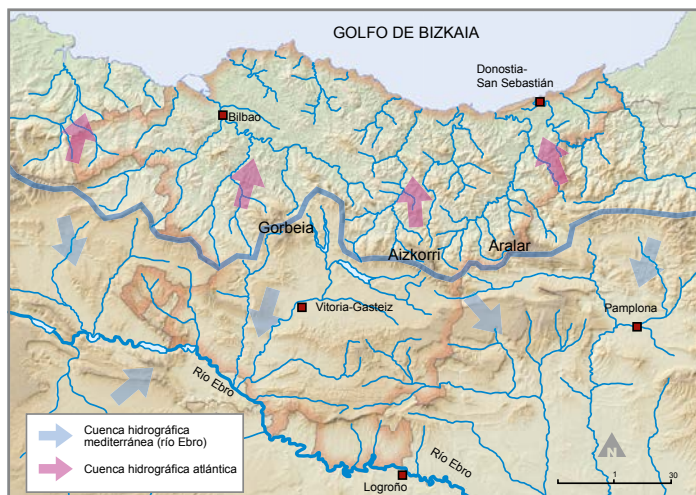 GOLFO DE BIZKAIA
Donostia-
San Sebastián
Bilbao
Gorbeia
Aizkorri
Aralar
Vitoria-Gasteiz
Pamplona
Río Ebro
Cuenca hidrográfica
mediterránea (río Ebro)
Cuenca hidrográfica atlántica
Río Ebro
Logroño
N
1
30